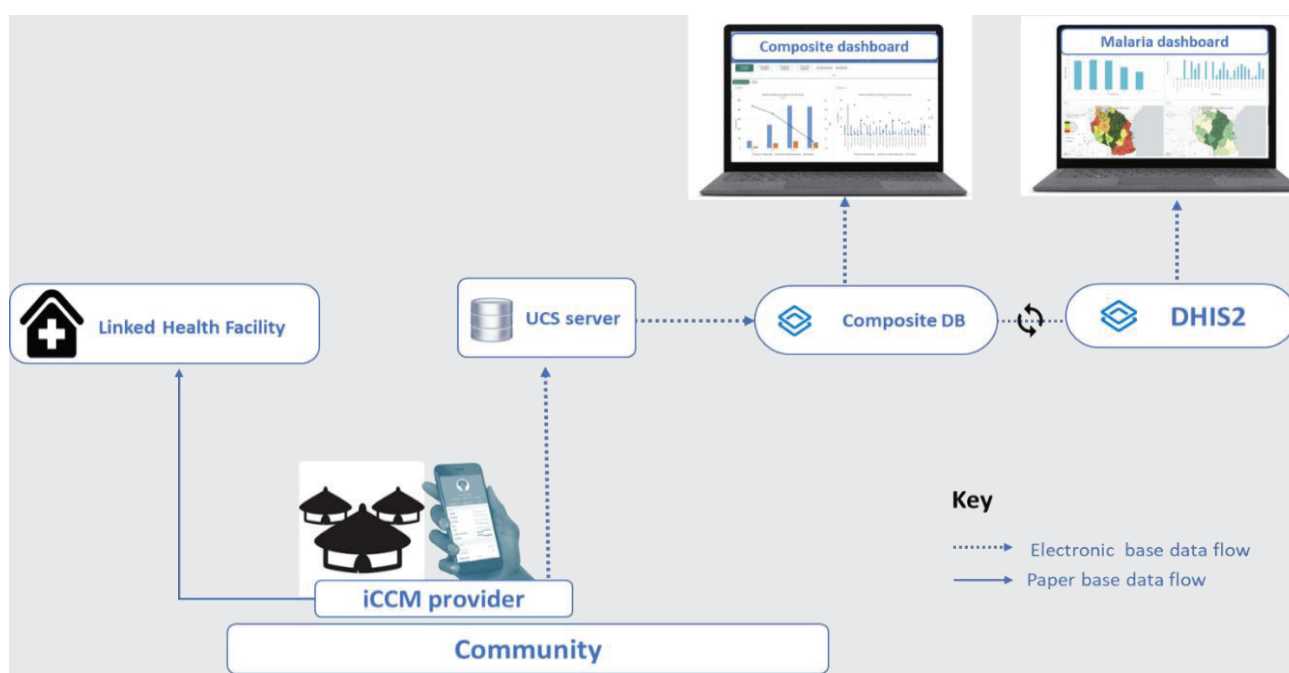 Composite dashboard
Malaria dashboard
Linked Health Facility
UCS server
Composite DB
DHIS2
Key
Electronic base data flow
Paper base data flow
iCCM provider
Community